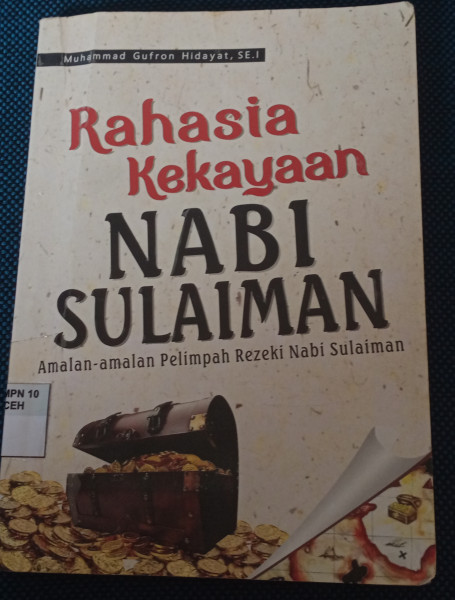 Muhammad Gufron Hidayat, SE.I
Rahasia
Kekayaan
NABI
SULAIMAN
Amalan-amalan Pelimpah Rezeki Nabi Sulaiman
MPN 10
CEH